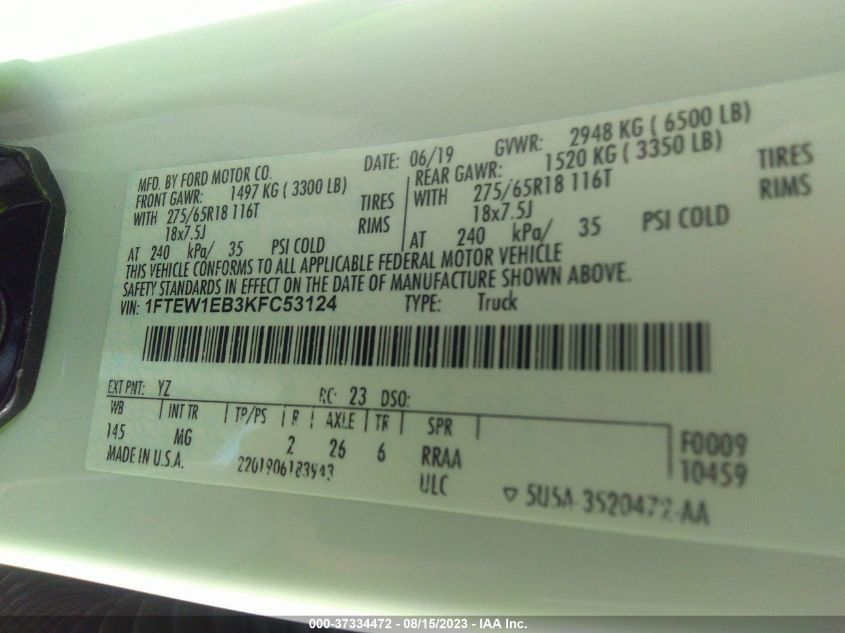 MFD. BY FORD MOTOR CO. DATE: 06/19 GVWR: 2948 KG ( 6500 LB)
FRONT GAWR: 1497 KG ( 3300 LB) REAR GAWR: 1520 KG ( 3350 LB)
WITH 275/65R18 116T TIRES WITH 275/65R18 116T TIRES
18x7.5J RIMS 18x7.5J RIMS
AT 240 kPa/ 35 PSI COLD AT 240 kPa/ 35 PSI COLD
THIS VEHICLE CONFORMS TO ALL APPLICABLE FEDERAL MOTOR VEHICLE
SAFETY STANDARDS IN EFFECT ON THE DATE OF MANUFACTURE SHOWN ABOVE.
VIN: 1FTEW1EB3KFC53124 TYPE: Truck
EXT PNT: YZ RC: 23 DSO:
WB INT TR TP/PS R AXLE TR SPR
145 MG 2 26 6 RRAA F0009
MADE IN U.S.A. ULC T0459
▽ 5U5A-3520472-AA
000-37334472 - 08/15/2023 - IAA Inc.